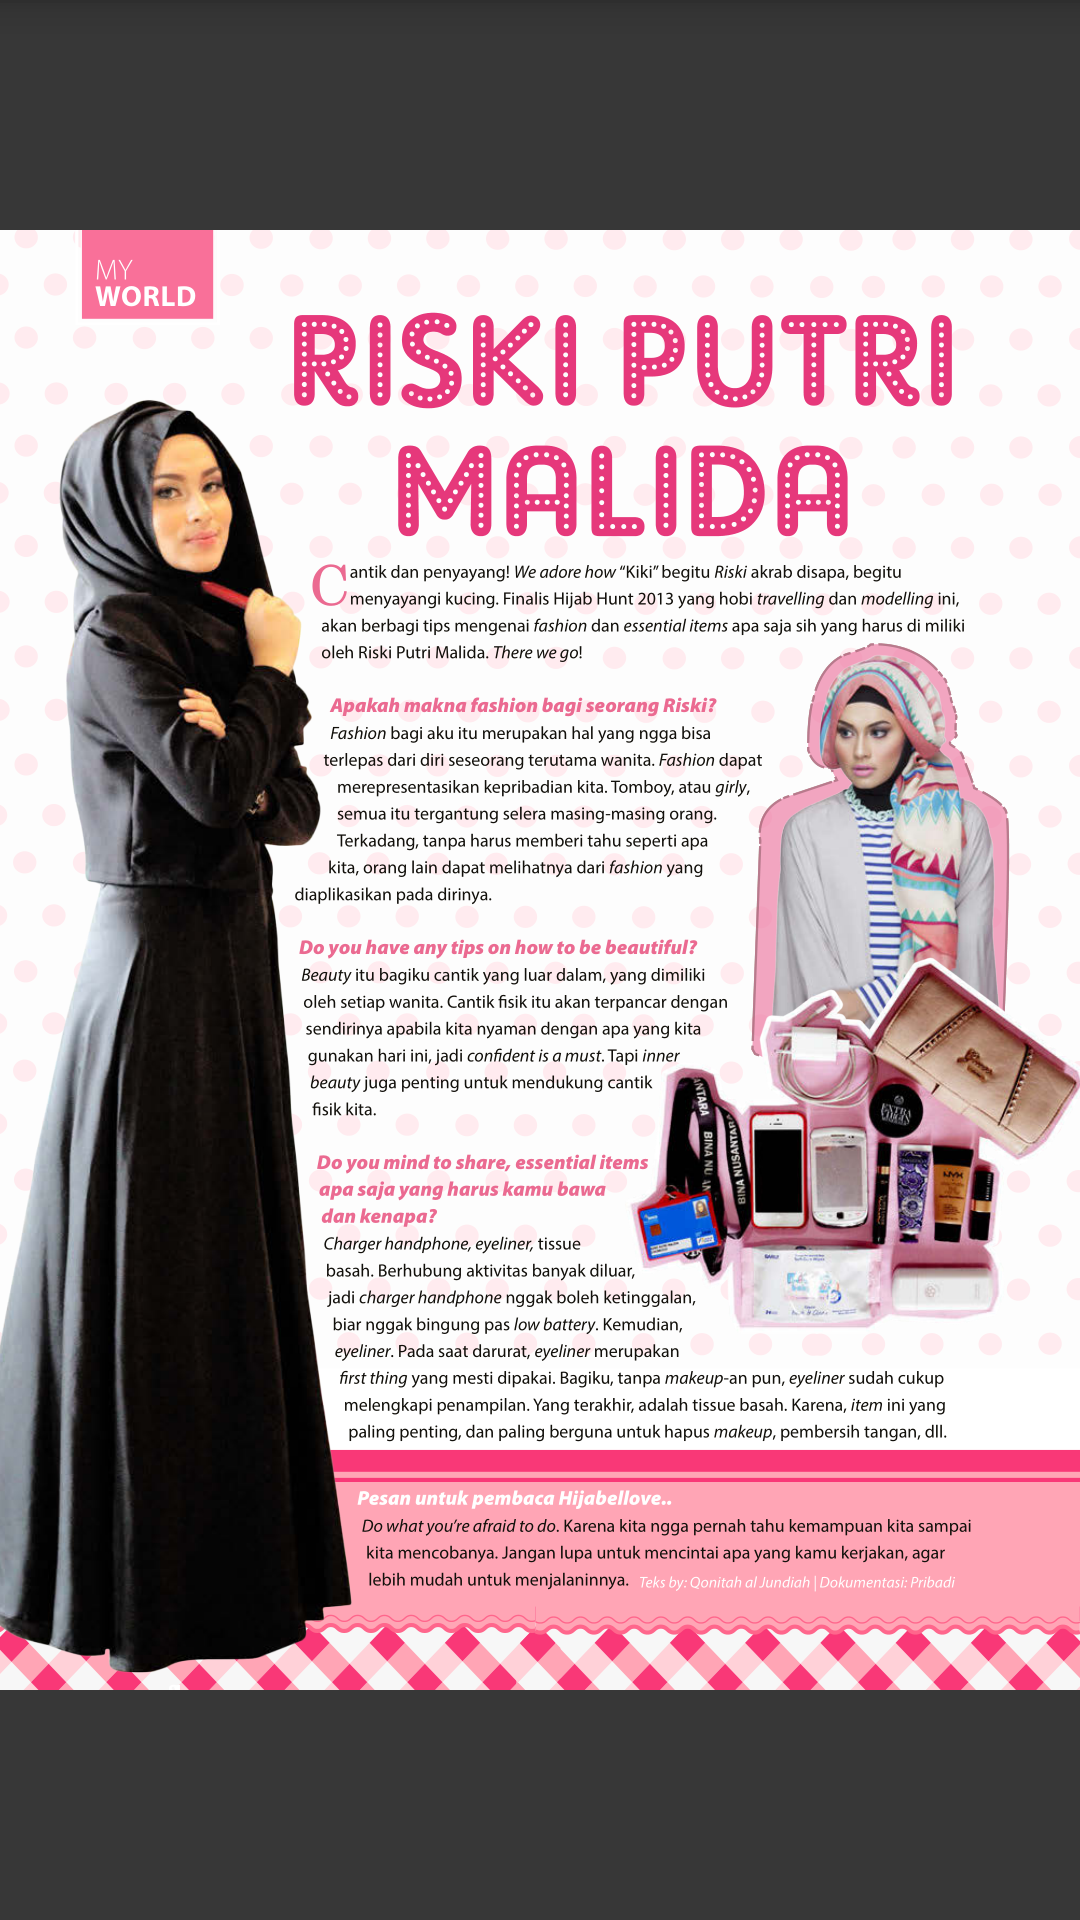 MY
WORLD
RISKI PUTRI
MALIDA
Cantik dan penyayang! We adore how “Kiki” begitu Riski akrab disapa, begitu
menyayangi kucing. Finalis Hijab Hunt 2013 yang hobi travelling dan modelling ini,
akan berbagi tips mengenai fashion dan essential items apa saja sih yang harus di miliki
oleh Riski Putri Malida. There we go!
Apakah makna fashion bagi seorang Riski?
Fashion bagi aku itu merupakan hal yang ngga bisa
terlepas dari diri seseorang terutama wanita. Fashion dapat
merepresentasikan kepribadian kita. Tomboy, atau girly,
semua itu tergantung selera masing-masing orang.
Terkadang, tanpa harus memberi tahu seperti apa
kita, orang lain dapat melihatnya dari fashion yang
diaplikasikan pada dirinya.
Do you have any tips on how to be beautiful?
Beauty itu bagiku cantik yang luar dalam, yang dimiliki
oleh setiap wanita. Cantik fisik itu akan terpancar dengan
sendirinya apabila kita nyaman dengan apa yang kita
gunakan hari ini, jadi confident is a must. Tapi inner
beauty juga penting untuk mendukung cantik
fisik kita.
Do you mind to share, essential items
apa saja yang harus kamu bawa
dan kenapa?
Charger handphone, eyeliner, tissue
basah. Berhubung aktivitas banyak diluar,
jadi charger handphone nggak boleh ketinggalan,
biar nggak bingung pas low battery. Kemudian,
eyeliner. Pada saat darurat, eyeliner merupakan
first thing yang mesti dipakai. Bagiku, tanpa makeup-an pun, eyeliner sudah cukup
melengkapi penampilan. Yang terakhir, adalah tissue basah. Karena, item ini yang
paling penting, dan paling berguna untuk hapus makeup, pembersih tangan, dll.
ANTARA
BINA NUSANTARA
EXTRA
VIRGIN
NYX
Pesan untuk pembaca Hijabellove..
Do what you’re afraid to do. Karena kita ngga pernah tahu kemampuan kita sampai
kita mencobanya. Jangan lupa untuk mencintai apa yang kamu kerjakan, agar
lebih mudah untuk menjalaninnya. Teks by: Qonitah al Jundiah | Dokumentasi: Pribadi